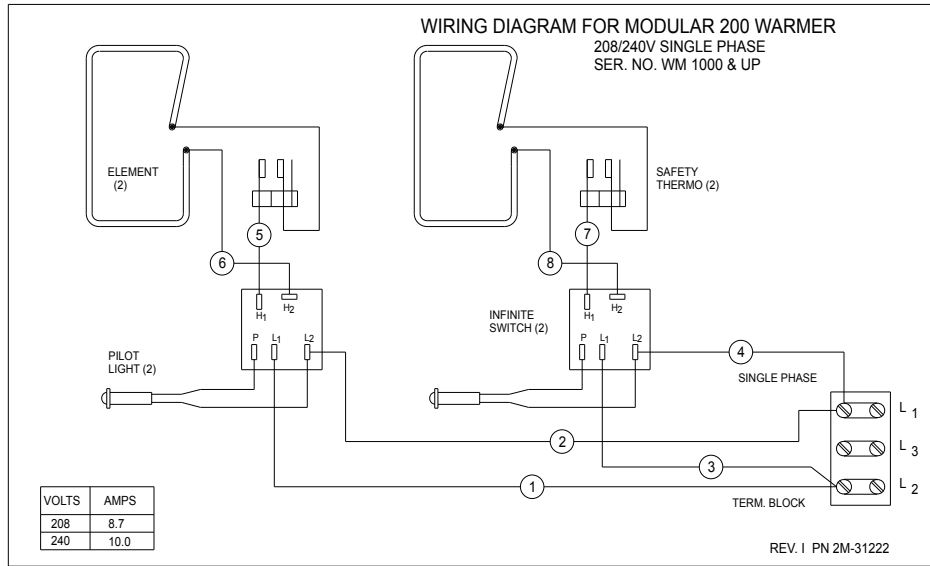 WIRING DIAGRAM FOR MODULAR 200 WARMER
208/240V SINGLE PHASE
SER. NO. WM 1000 & UP
ELEMENT
(2)
SAFETY
THERMO (2)
5
6
7
8
H1
H2
P
L1
L2
H1
H2
P
L1
L2
INFINITE
SWITCH (2)
PILOT
LIGHT (2)
4
SINGLE PHASE
L 1
2
L 3
3
1
L 2
TERM. BLOCK
VOLTS AMPS
208 8.7
240 10.0
REV. I PN 2M-31222